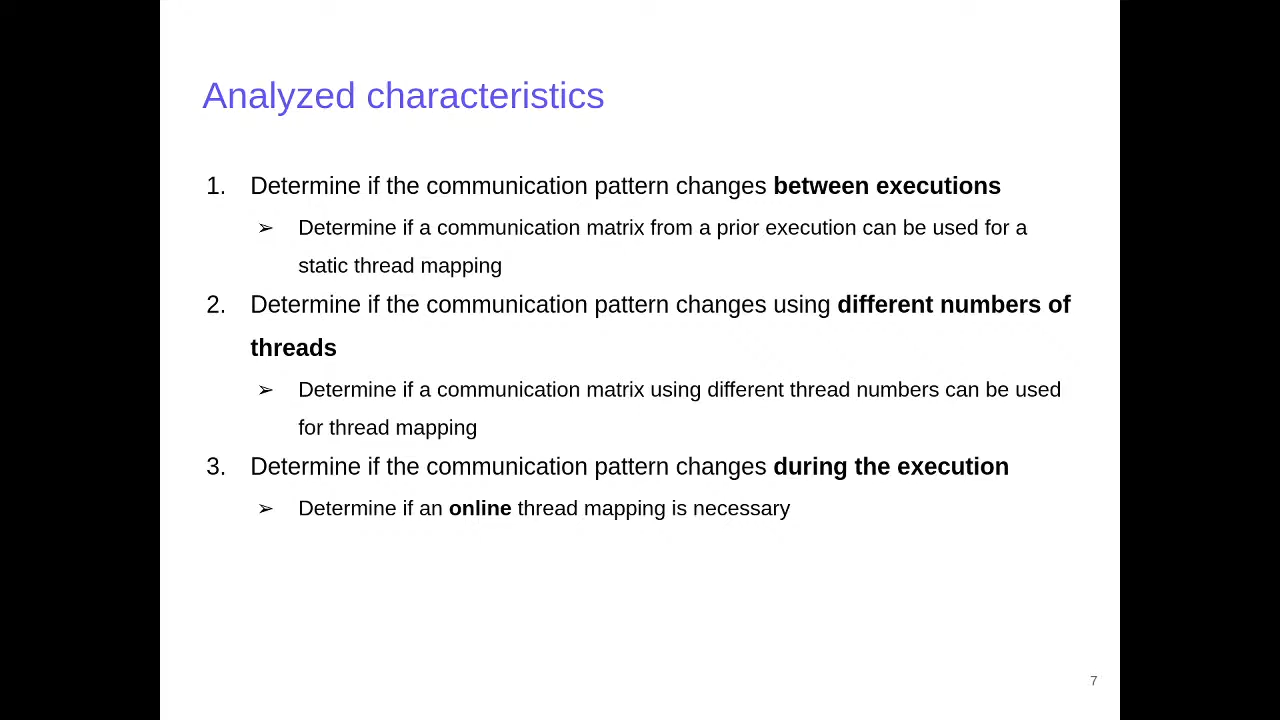 Analyzed characteristics
1. Determine if the communication pattern changes between executions
➢ Determine if a communication matrix from a prior execution can be used for a
static thread mapping
2. Determine if the communication pattern changes using different numbers of
threads
➢ Determine if a communication matrix using different thread numbers can be used
for thread mapping
3. Determine if the communication pattern changes during the execution
➢ Determine if an online thread mapping is necessary
7